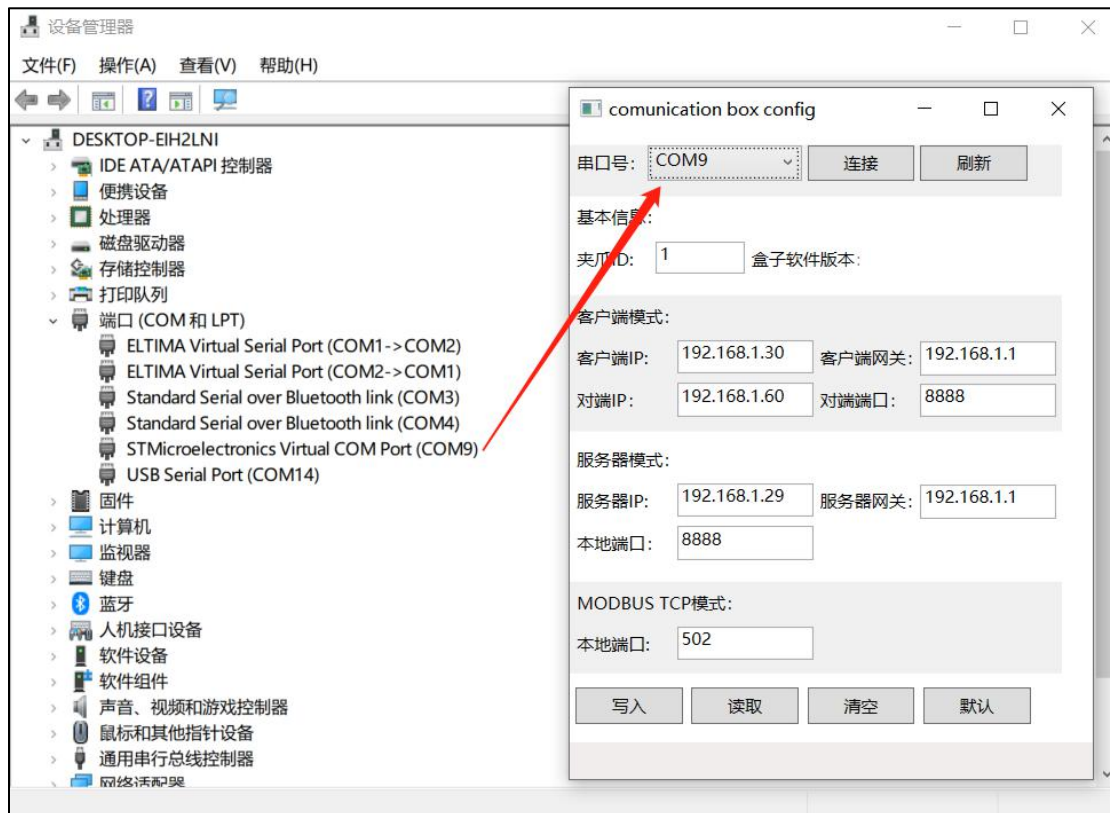 设备管理器
文件(F) 操作(A) 查看(V) 帮助(H)
DESKTOP-EIH2LNI
IDE ATA/ATAPI 控制器
便携设备
处理器
磁盘驱动器
存储控制器
打印队列
端口 (COM 和 LPT)
ELTIMA Virtual Serial Port (COM1->COM2)
ELTIMA Virtual Serial Port (COM2->COM1)
Standard Serial over Bluetooth link (COM3)
Standard Serial over Bluetooth link (COM4)
STMicroelectronics Virtual COM Port (COM9)
USB Serial Port (COM14)
固件
计算机
监视器
键盘
蓝牙
人机接口设备
软件设备
软件组件
声音、视频和游戏控制器
鼠标和其他指针设备
通用串行总线控制器
网络适配器
comunication box config
串口号: COM9 连接 刷新
基本信息:
夹爪ID: 1 盒子软件版本:
客户端模式:
客户端IP: 192.168.1.30 客户端网关: 192.168.1.1
对端IP: 192.168.1.60 对端端口: 8888
服务器模式:
服务器IP: 192.168.1.29 服务器网关: 192.168.1.1
本地端口: 8888
MODBUS TCP模式:
本地端口: 502
写入 读取 清空 默认